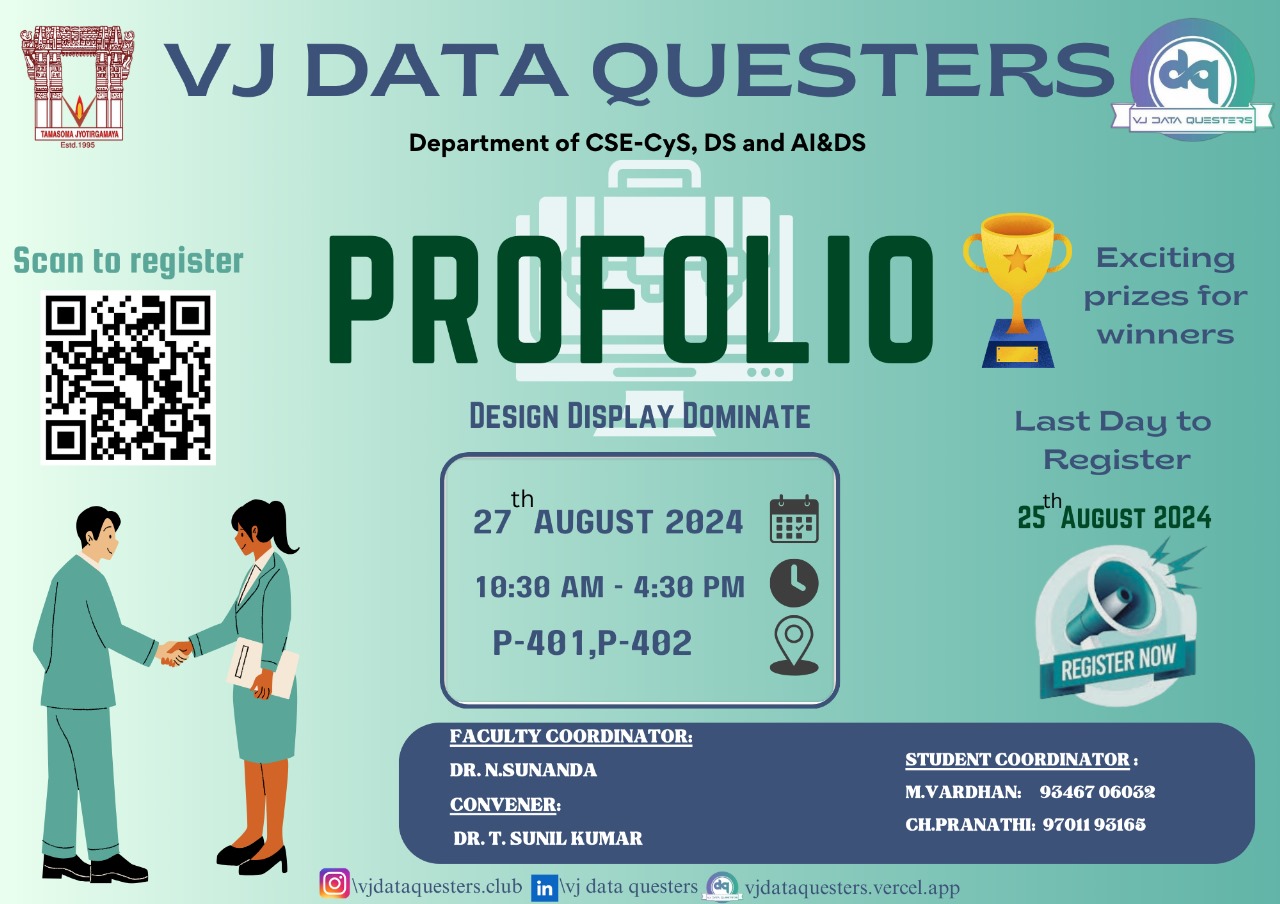 VJ DATA QUESTERS
TAMASOMA JYOTIRGAMAYA
Estd.1995
dq
VJ DATA QUESTERS
Department of CSE-CyS, DS and AI&DS
Scan to register
PROFOLIO
Exciting
prizes for
winners
DESIGN DISPLAY DOMINATE
Last Day to
Register
25th AUGUST 2024
27th AUGUST 2024
10:30 AM - 4:30 PM
P-401,P-402
REGISTER NOW
FACULTY COORDINATOR:
DR. N.SUNANDA
CONVENER:
DR. T. SUNIL KUMAR
STUDENT COORDINATOR :
M.VARDHAN: 93467 06032
CH.PRANATHI: 97011 93165
\vjdataquesters.club in \vj data questers dq vjdataquesters.vercel.app